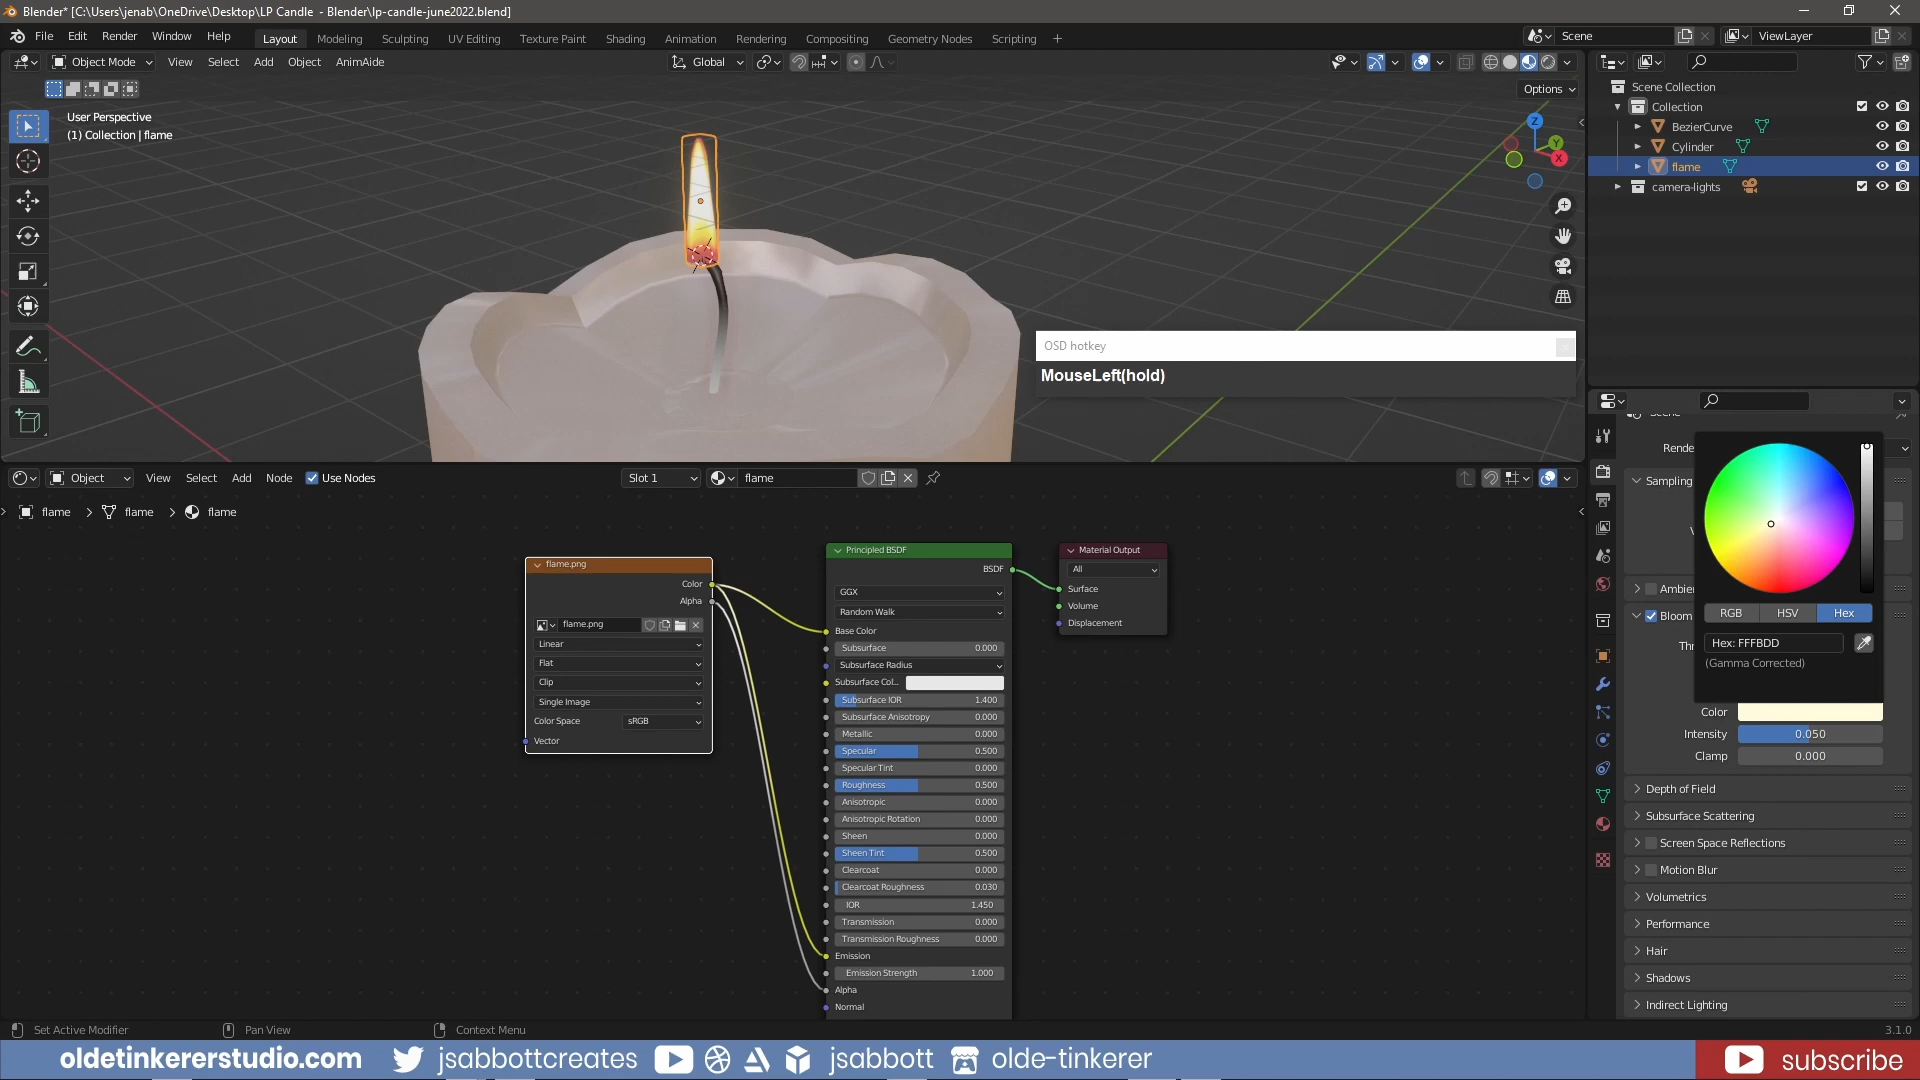 Blender* [C:\Users\jenab\OneDrive\Desktop\LP Candle - Blender\lp-candle-june2022.blend]
File Edit Render Window Help
Layout Modeling Sculpting UV Editing Texture Paint Shading Animation Rendering Compositing Geometry Nodes Scripting +
Scene
ViewLayer
Object Mode View Select Add Object AnimAide
Global
Options
User Perspective
(1) Collection | flame
Z
Y
X
OSD hotkey
MouseLeft(hold)
Scene Collection
Collection
BezierCurve
Cylinder
flame
camera-lights
Object View Select Add Node Use Nodes
Slot 1
flame
flame > flame > flame
flame.png
Color
Alpha
flame.png
Linear
Flat
Clip
Single Image
Color Space sRGB
Vector
Principled BSDF
BSDF
GGX
Random Walk
Base Color
Subsurface 0.000
Subsurface Radius
Subsurface Col...
Subsurface IOR 1.400
Subsurface Anisotropy 0.000
Metallic 0.000
Specular 0.500
Specular Tint 0.000
Roughness 0.500
Anisotropic 0.000
Anisotropic Rotation 0.000
Sheen 0.000
Sheen Tint 0.500
Clearcoat 0.000
Clearcoat Roughness 0.030
IOR 1.450
Transmission 0.000
Transmission Roughness 0.000
Emission
Emission Strength 1.000
Alpha
Normal
Material Output
All
Surface
Volume
Displacement
Rende
Sampling
V
Ambien
Bloom
Thr
RGB HSV Hex
Hex: FFFBDD
(Gamma Corrected)
Color
Intensity 0.050
Clamp 0.000
Depth of Field
Subsurface Scattering
Screen Space Reflections
Motion Blur
Volumetrics
Performance
Hair
Shadows
Indirect Lighting
Set Active Modifier
Pan View
Context Menu
3.1.0
oldetinkererstudio.com jsabbottcreates jsabbott olde-tinkerer subscribe